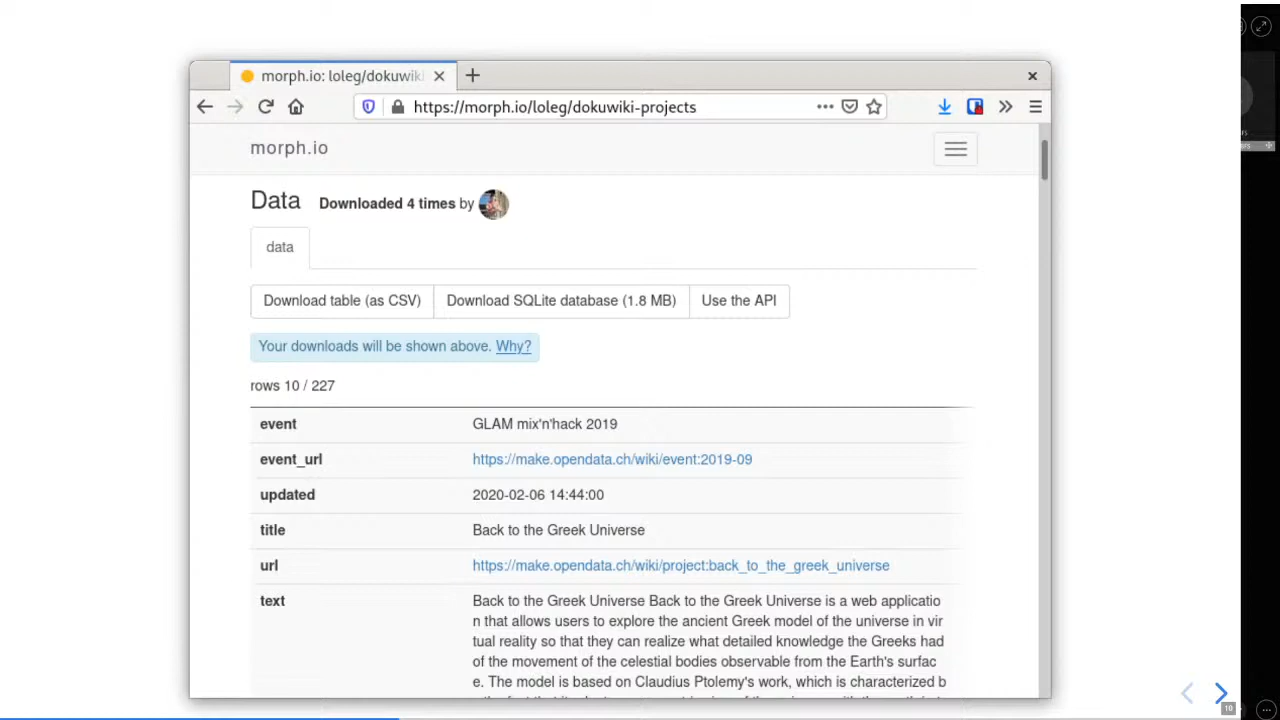 morph.io: loleg/dokuwiki
https://morph.io/loleg/dokuwiki-projects
morph.io
Data Downloaded 4 times by
data
Download table (as CSV) Download SQLite database (1.8 MB) Use the API
Your downloads will be shown above. Why?
rows 10 / 227
event GLAM mix'n'hack 2019
event_url https://make.opendata.ch/wiki/event:2019-09
updated 2020-02-06 14:44:00
title Back to the Greek Universe
url https://make.opendata.ch/wiki/project:back_to_the_greek_universe
text Back to the Greek Universe Back to the Greek Universe is a web applicatio
n that allows users to explore the ancient Greek model of the universe in vir
tual reality so that they can realize what detailed knowledge the Greeks had
of the movement of the celestial bodies observable from the Earth's surfac
e. The model is based on Claudius Ptolemy's work, which is characterized b
10